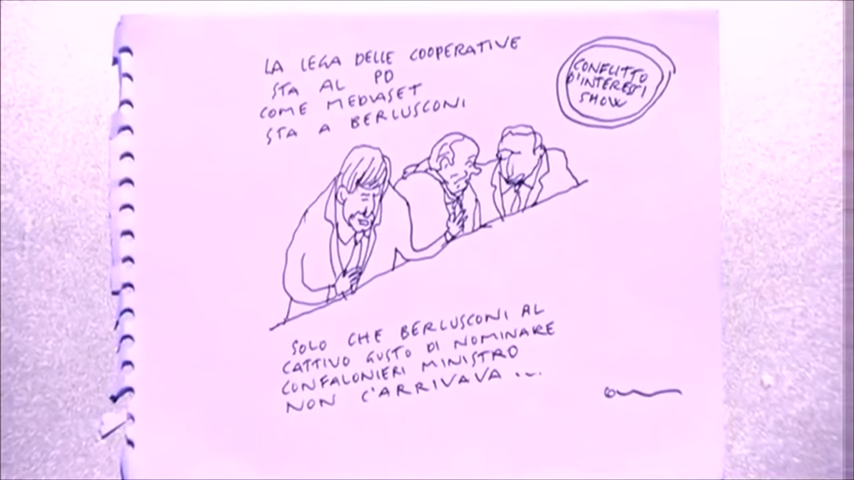 LA LEGA DELLE COOPERATIVE
STA AL PD
COME MEDIASET
STA A BERLUSCONI
CONFLITTO
D'INTERESSI
SHOW
SOLO CHE BERLUSCONI AL
CATTIVO GUSTO DI NOMINARE
CONFALONIERI MINISTRO
NON C'ARRIVAVA...